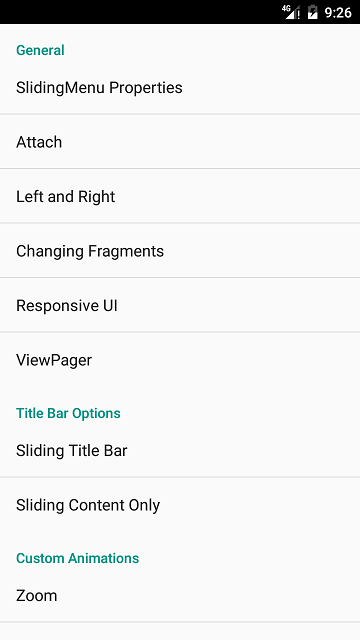 4G 9:26
General
SlidingMenu Properties
Attach
Left and Right
Changing Fragments
Responsive UI
ViewPager
Title Bar Options
Sliding Title Bar
Sliding Content Only
Custom Animations
Zoom